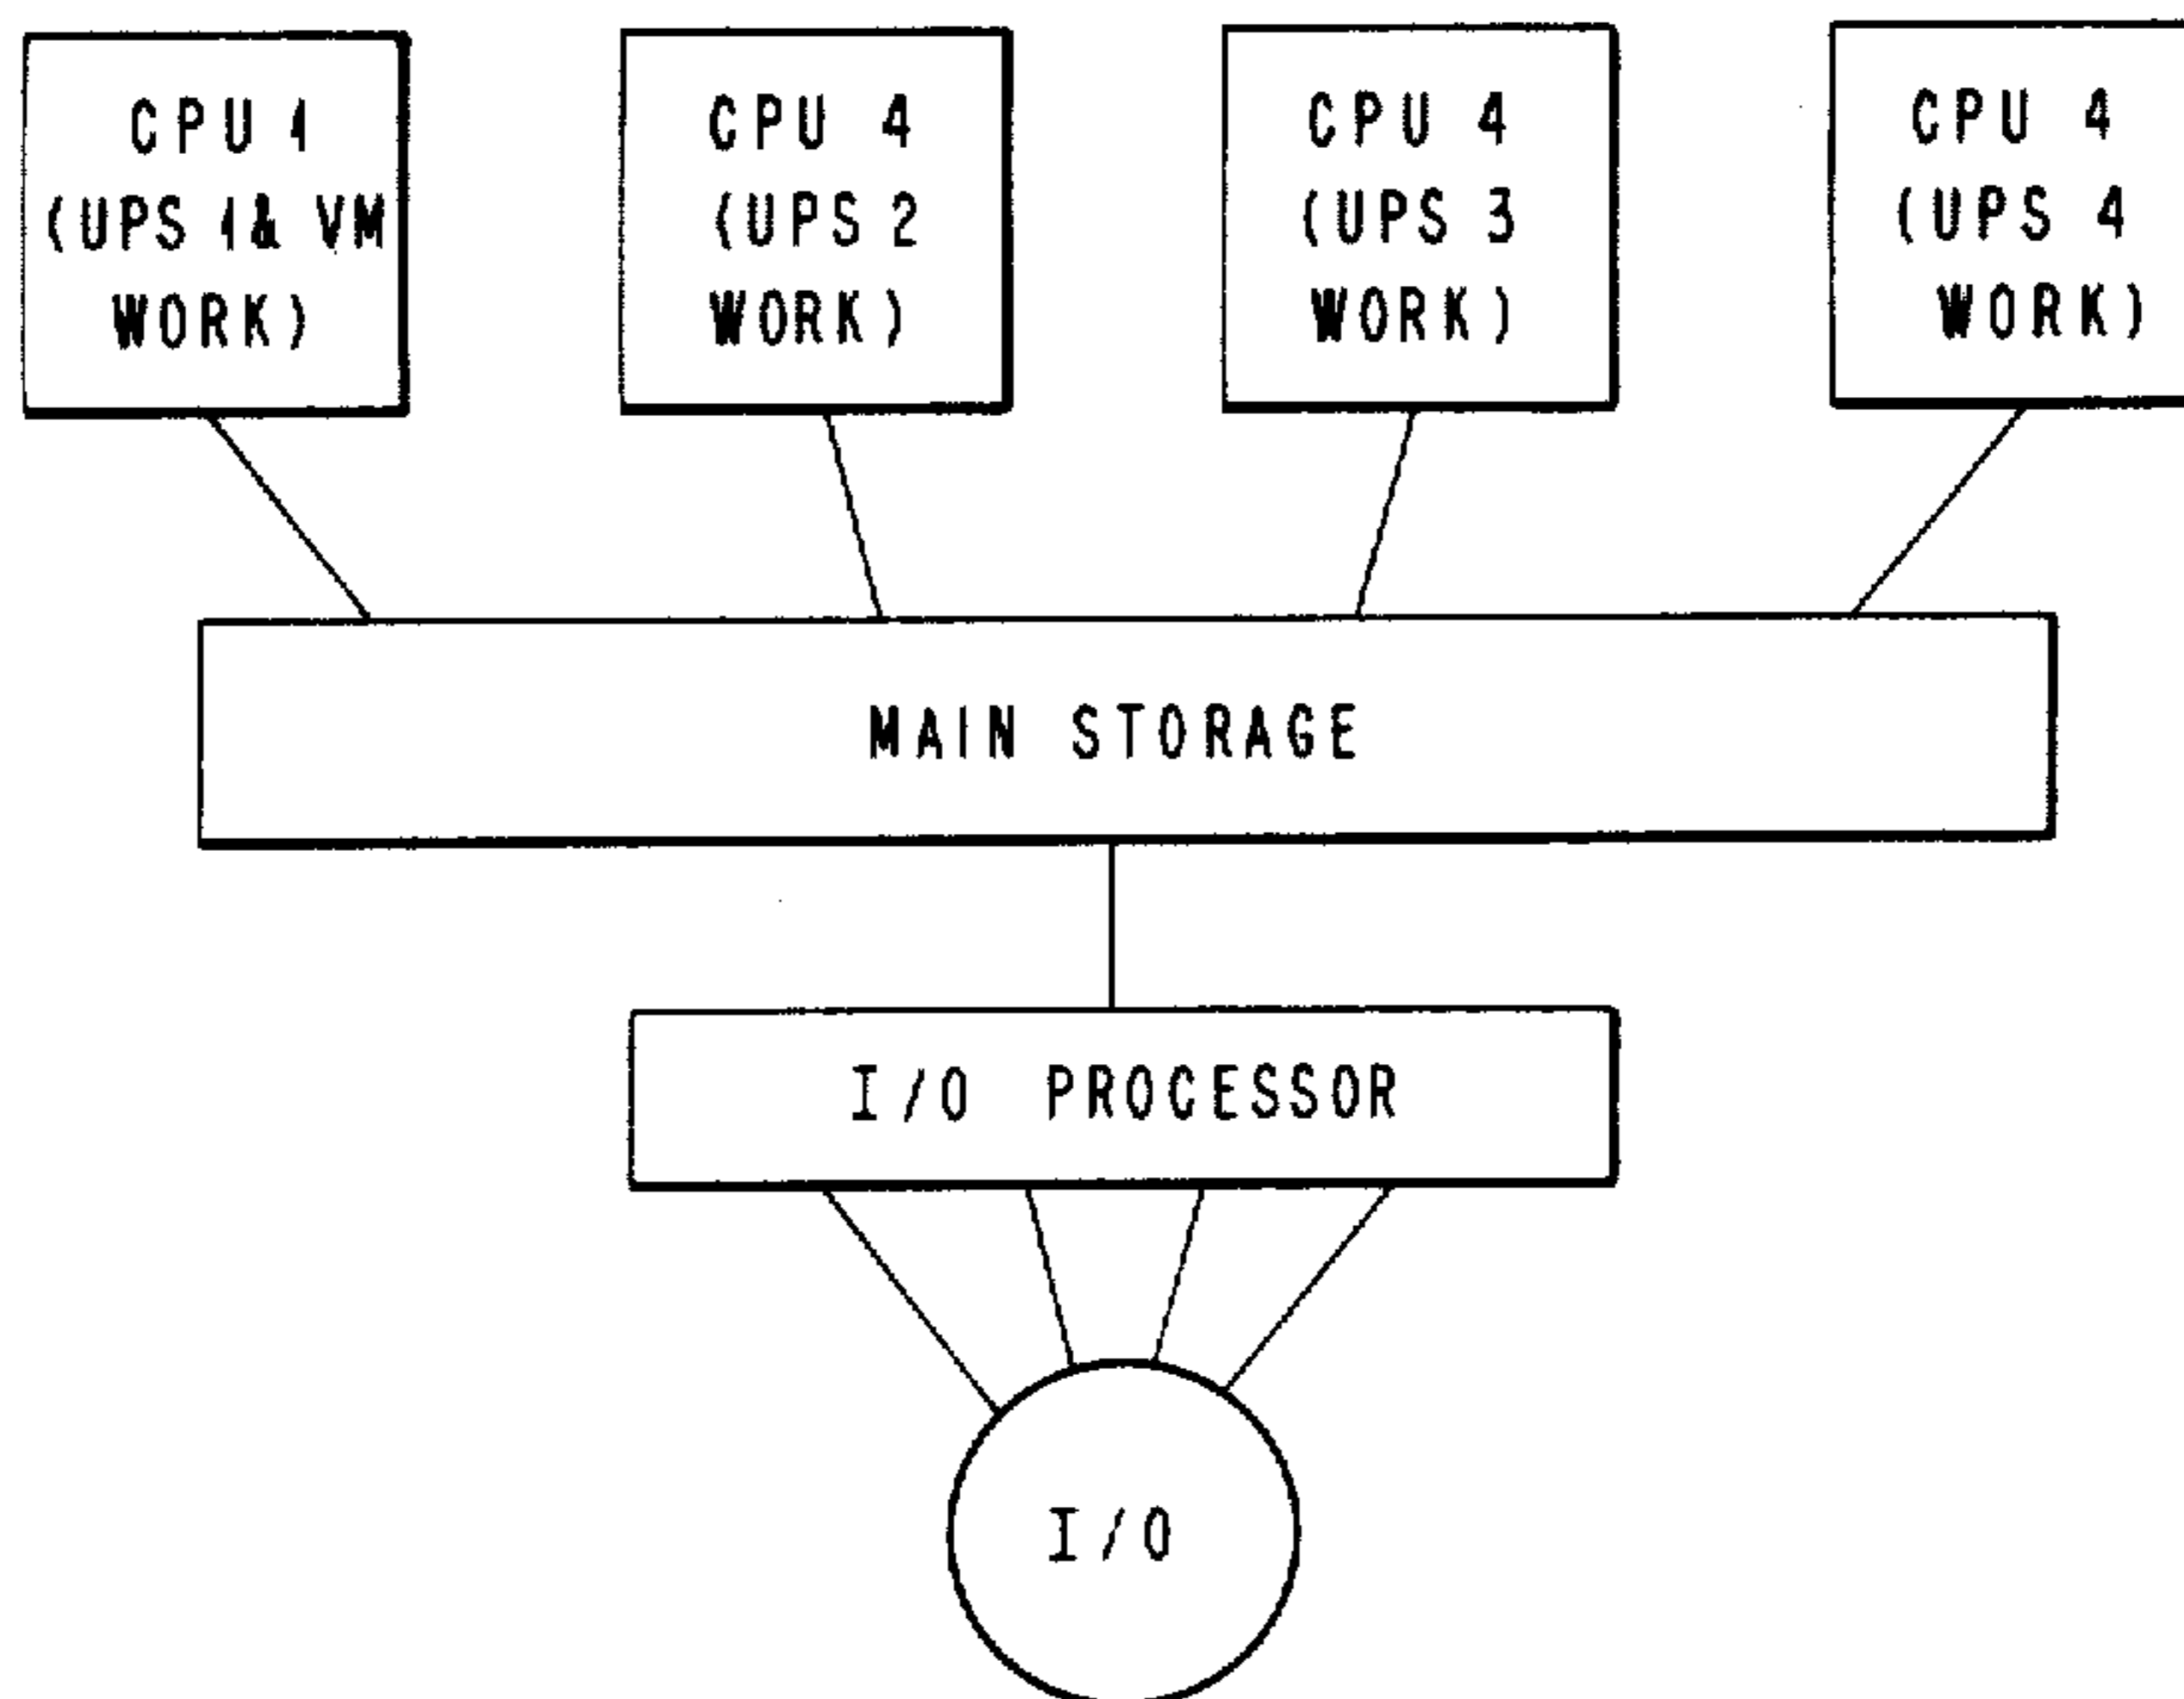 CPU 1
(UPS 1& VM
WORK)
CPU 4
(UPS 2
WORK)
CPU 4
(UPS 3
WORK)
CPU 4
(UPS 4
WORK)
MAIN STORAGE
I/O PROCESSOR
I/O